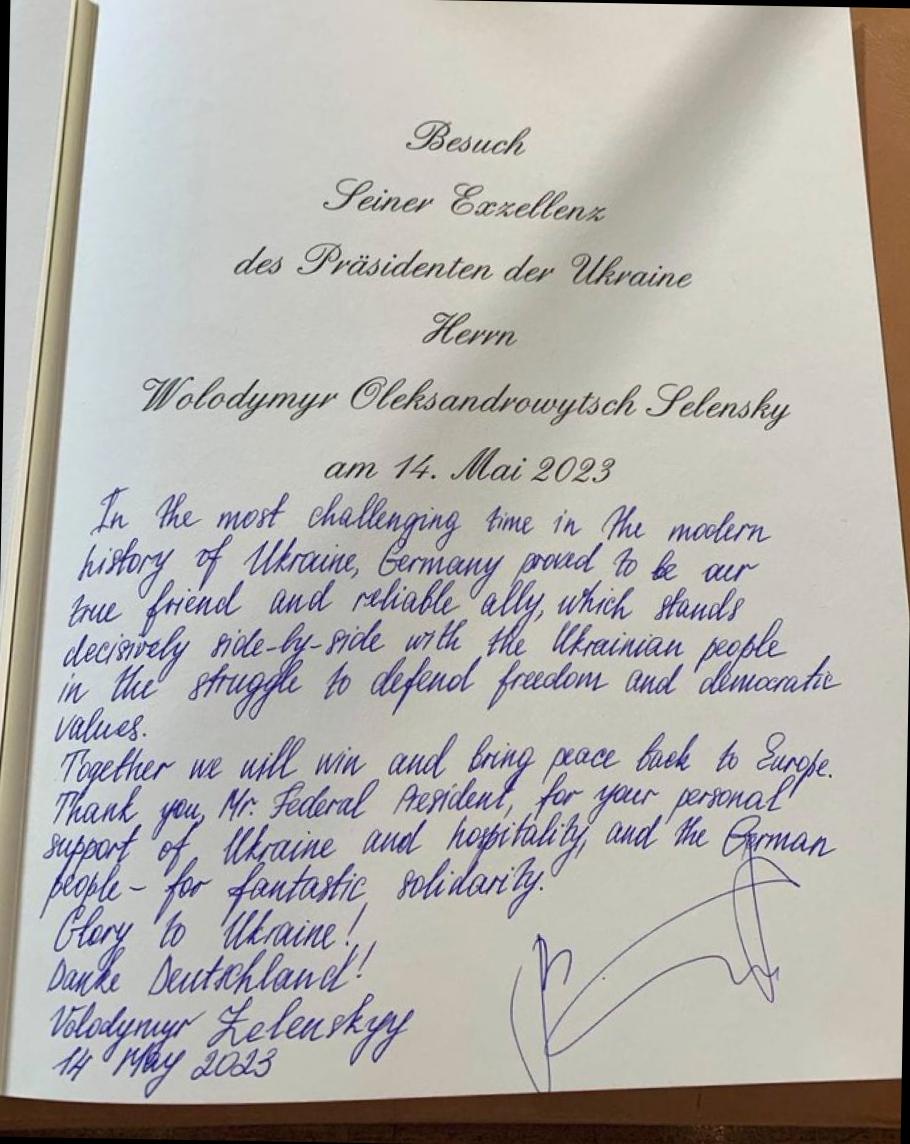 Besuch
Seiner Exzellenz
des Präsidenten der Ukraine
Herrn
Wolodymyr Oleksandrowytsch Selensky
am 14. Mai 2023
In the most challenging time in the modern
history of Ukraine, Germany proved to be our
true friend and reliable ally, which stands
decisively side-by-side with the Ukrainian people
in the struggle to defend freedom and democratic
values.
Together we will win and bring peace back to Europe.
Thank you, Mr. Federal President, for your personal
support of Ukraine and hospitality, and the German
people – for fantastic solidarity.
Glory to Ukraine!
Danke Deutschland!
Volodymyr Zelenskyy
14 May 2023